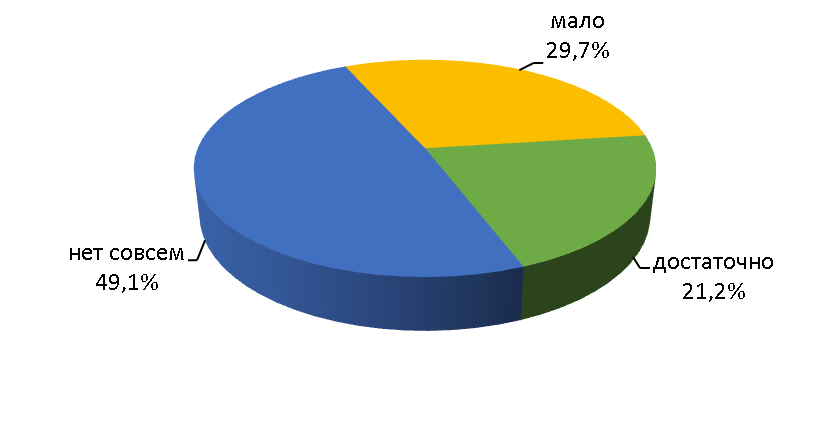 мало
29,7%
нет совсем
49,1%
достаточно
21,2%